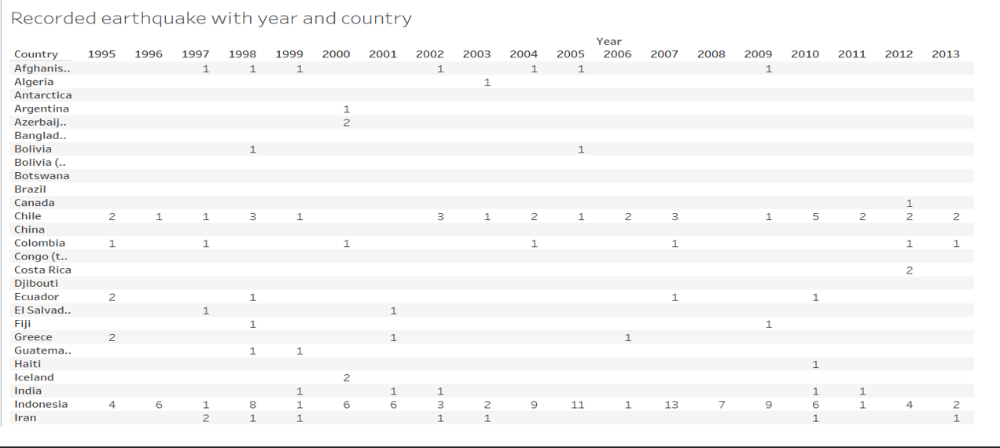 Recorded earthquake with year and country
Year
Country 1995 1996 1997 1998 1999 2000 2001 2002 2003 2004 2005 2006 2007 2008 2009 2010 2011 2012 2013
Afghanis.. 1 1 1 1 1 1 1
Algeria 1
Antarctica
Argentina 1
Azerbaij.. 2
Banglad..
Bolivia 1 1
Bolivia (..
Botswana
Brazil
Canada 1
Chile 2 1 1 3 1 3 1 2 1 2 3 1 5 2 2 2
China
Colombia 1 1 1 1 1 1 1
Congo (t..
Costa Rica 2
Djibouti
Ecuador 2 1 1 1
El Salvad.. 1 1
Fiji 1 1
Greece 2 1 1
Guatema.. 1 1
Haiti 1
Iceland 2
India 1 1 1 1 1
Indonesia 4 6 1 8 1 6 6 3 2 9 11 1 13 7 9 6 1 4 2
Iran 2 1 1 1 1 1 1